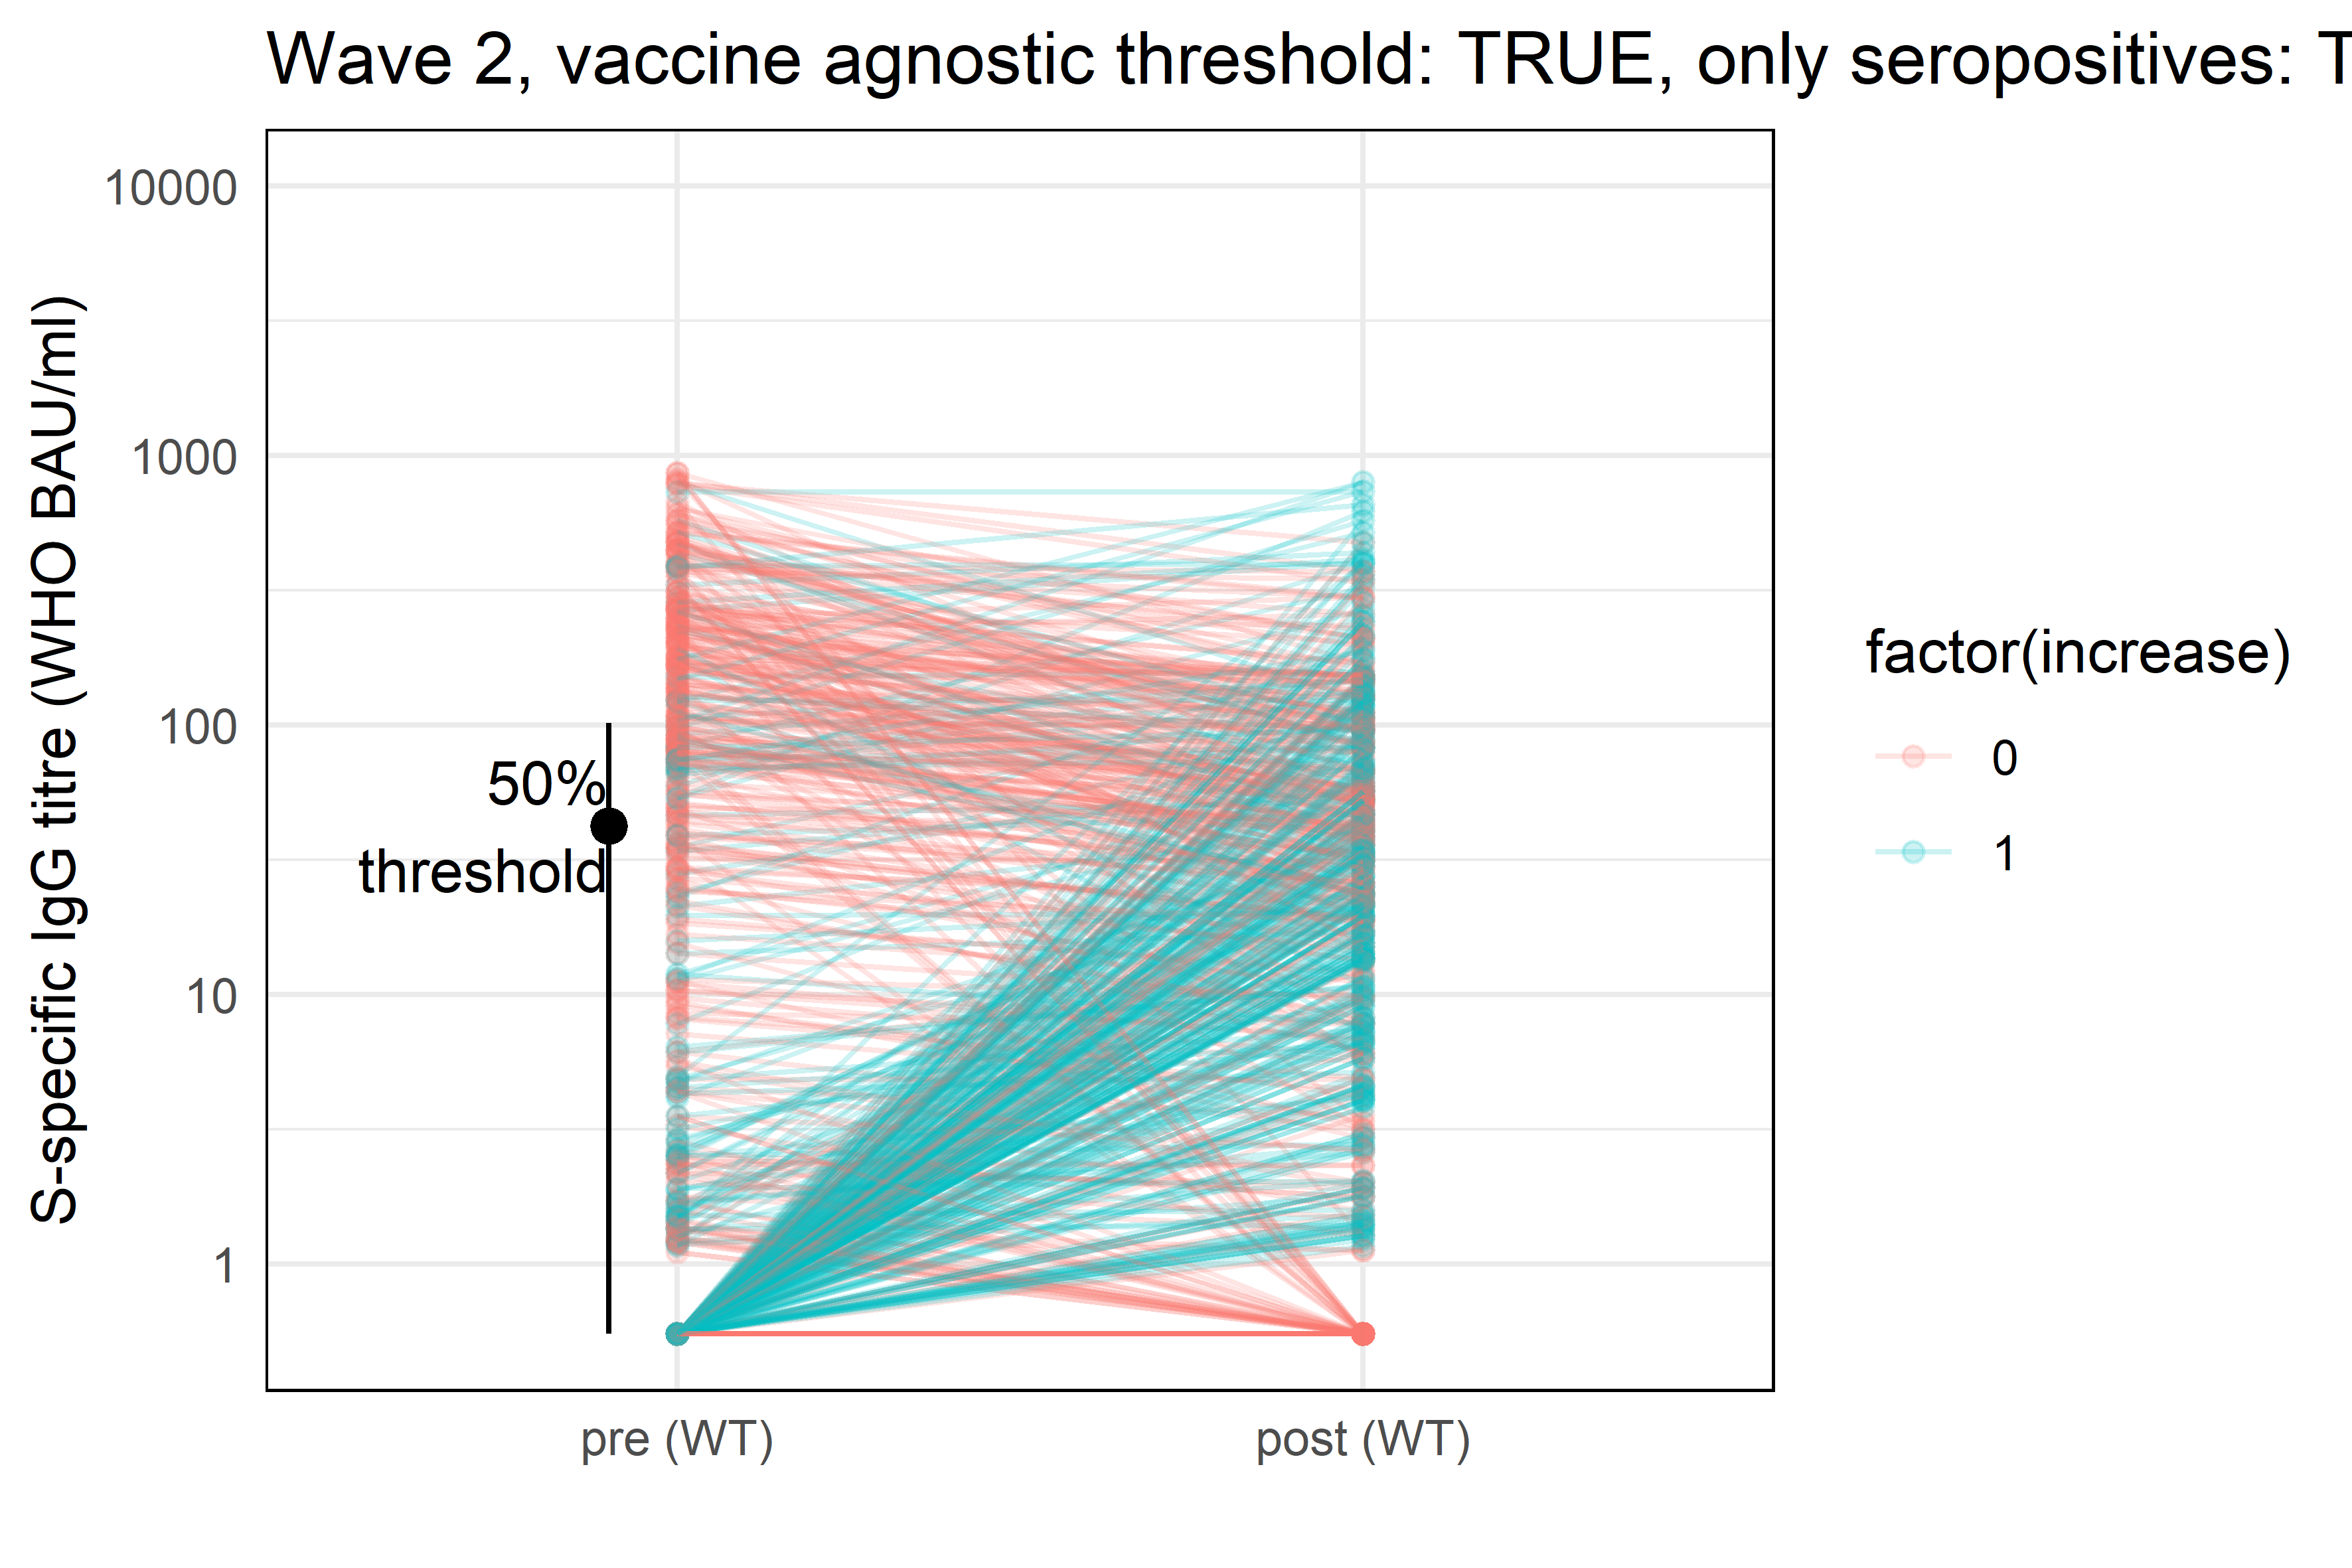 Wave 2, vaccine agnostic threshold: TRUE, only seropositives: T
S-specific IgG titre (WHO BAU/ml)
10000
1000
100
10
1
50%
threshold
pre (WT)
post (WT)
factor(increase)
0
1